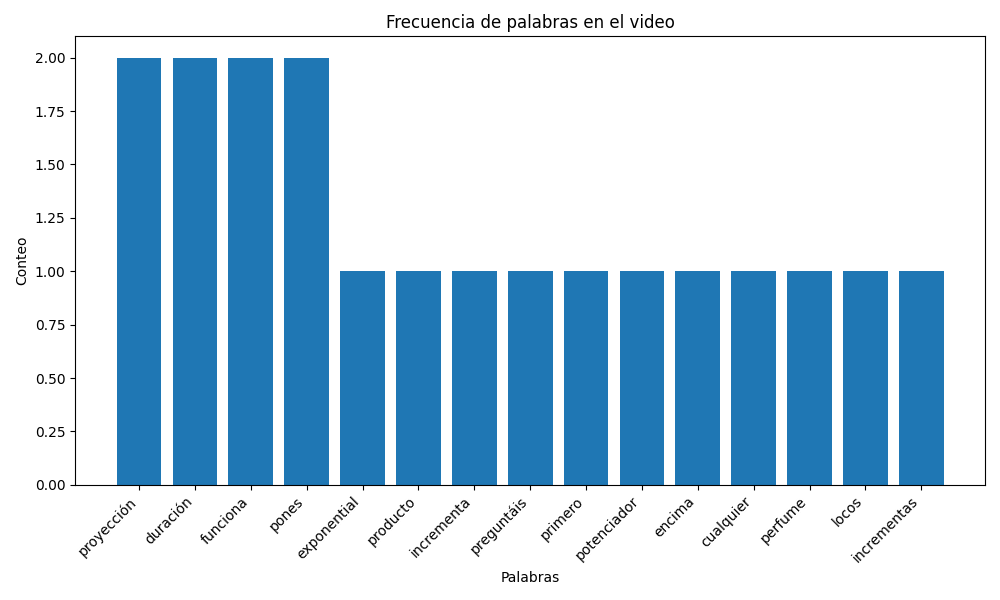 Frecuencia de palabras en el video
2.00
1.75
1.50
1.25
1.00
0.75
0.50
0.25
0.00
Conteo
proyección
duración
funciona
pones
exponential
producto
incrementa
preguntáis
primero
potenciador
encima
cualquier
perfume
locos
incrementas
Palabras